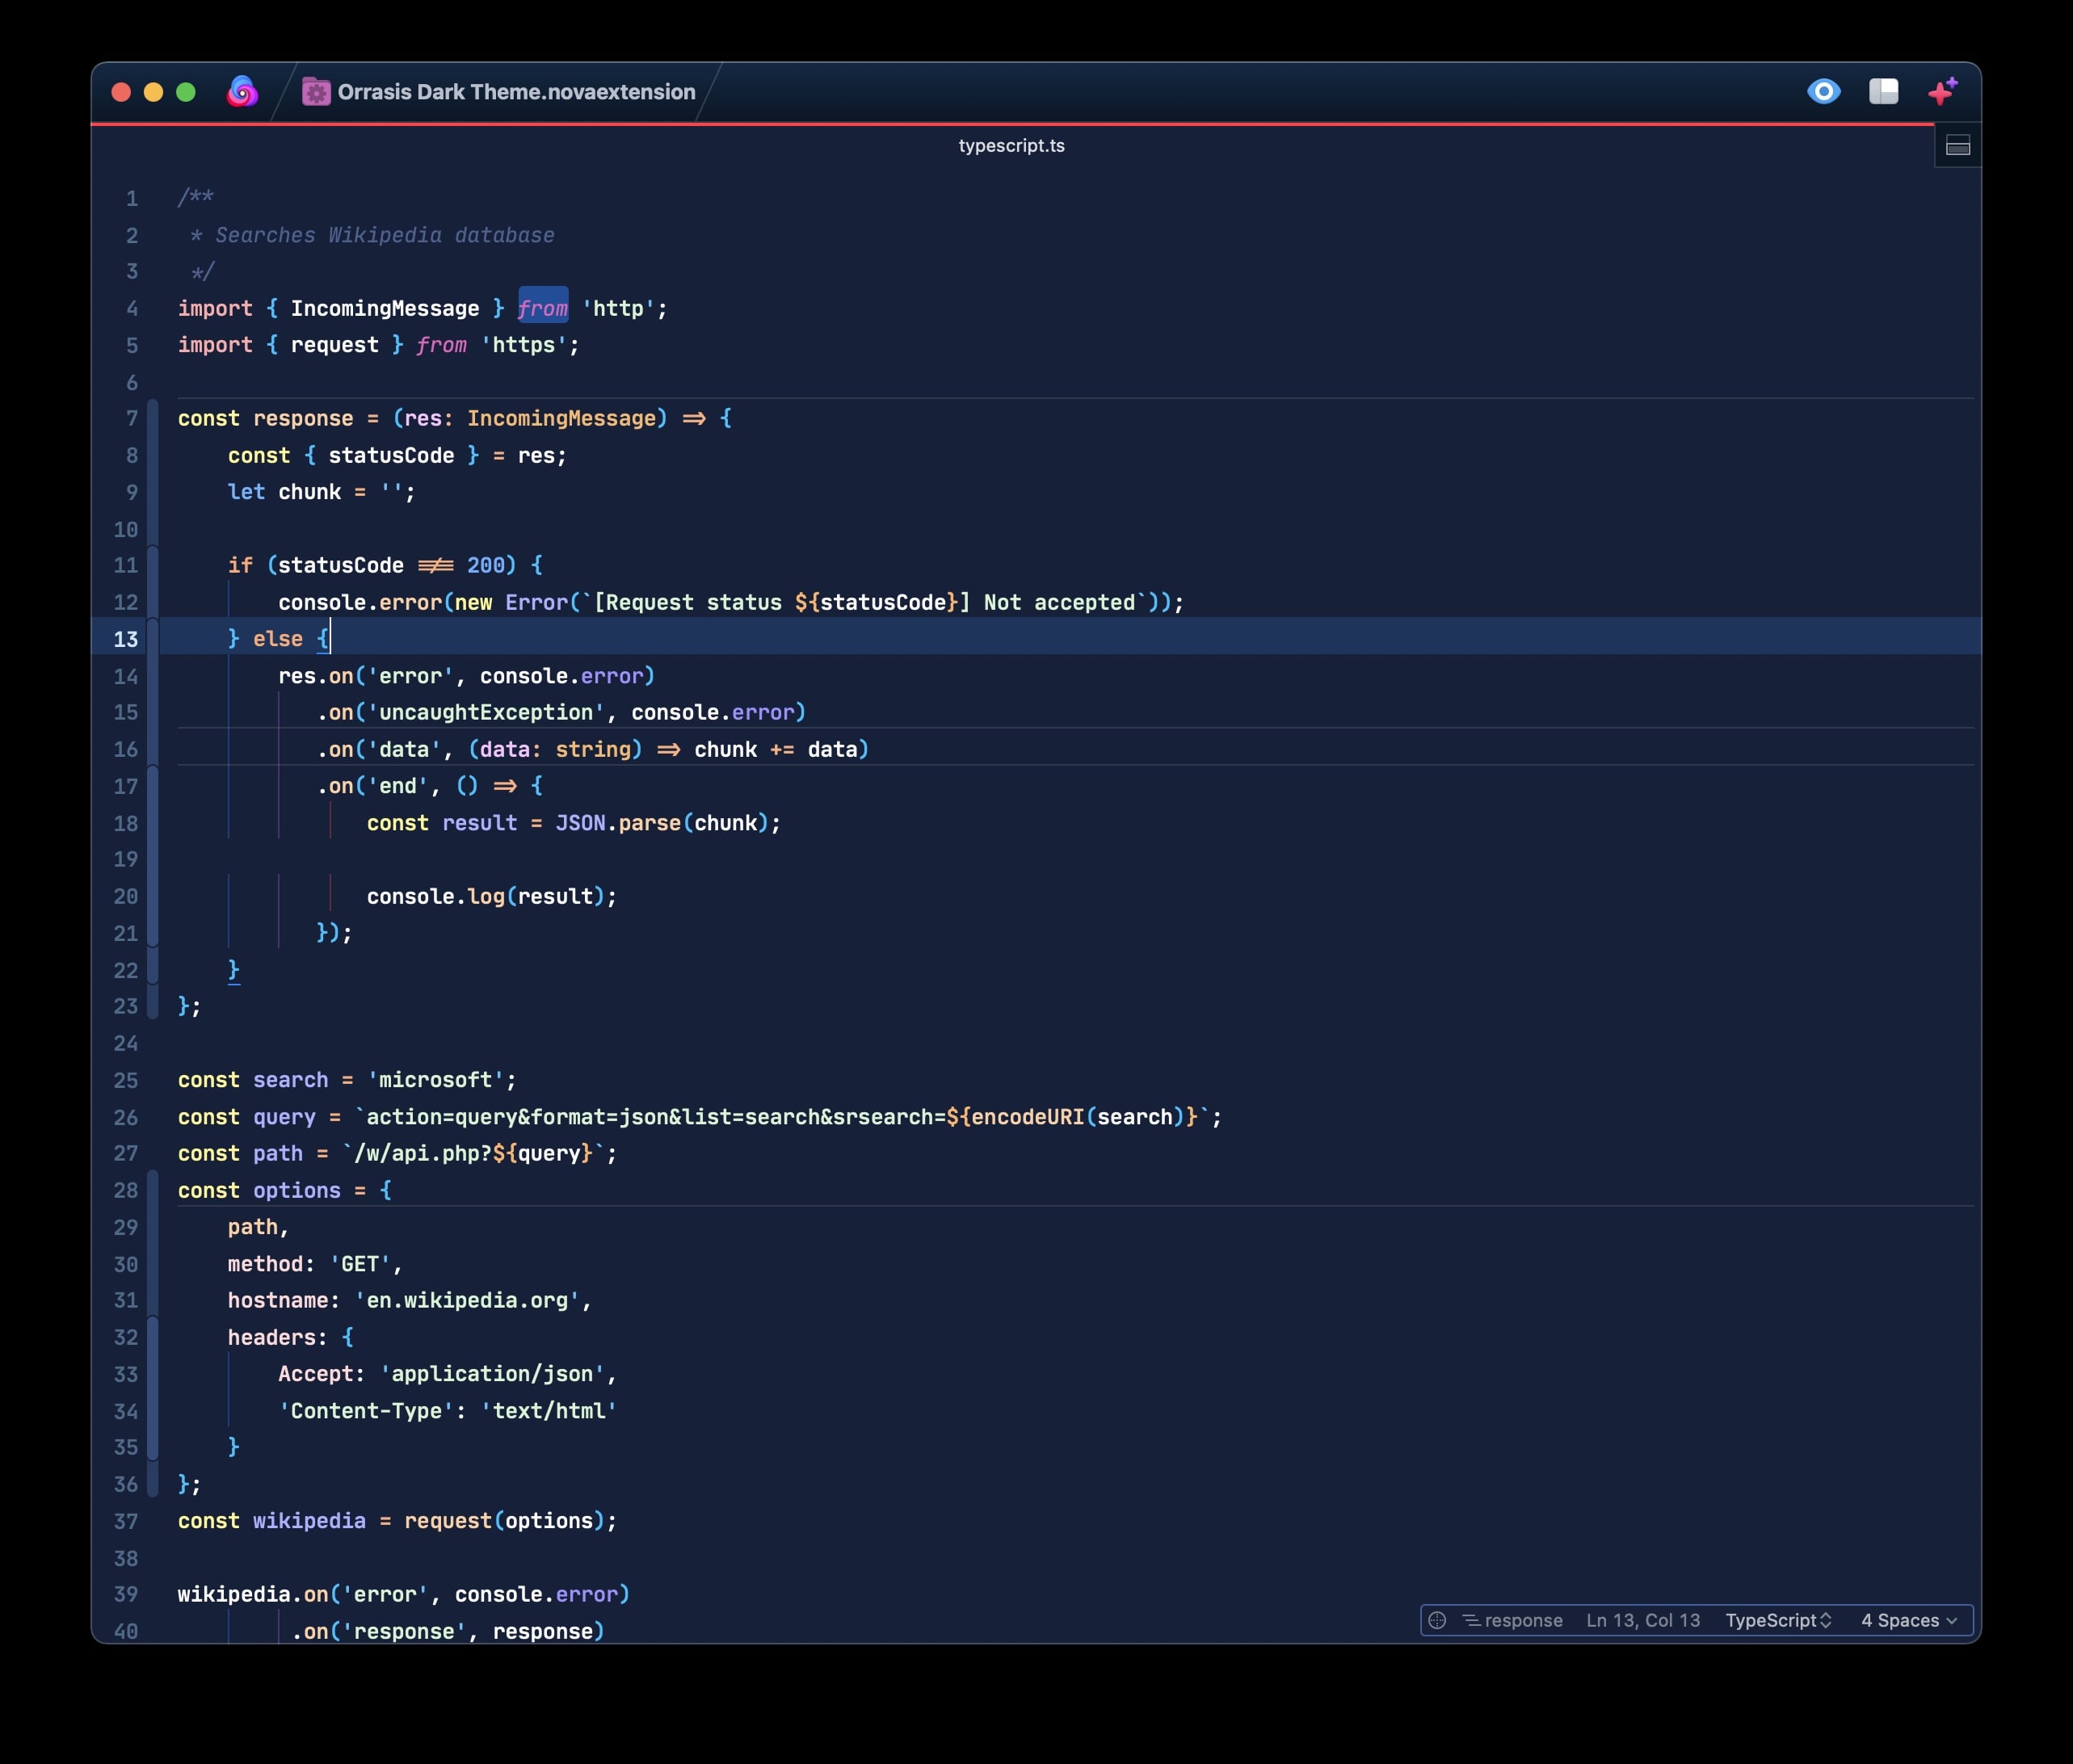 Orrasis Dark Theme.novaextension
typescript.ts
1 /**
2  * Searches Wikipedia database
3  */
4 import { IncomingMessage } from 'http';
5 import { request } from 'https';
6
7 const response = (res: IncomingMessage) => {
8     const { statusCode } = res;
9     let chunk = '';
10
11     if (statusCode !== 200) {
12         console.error(new Error(`[Request status ${statusCode}] Not accepted`));
13     } else {
14         res.on('error', console.error)
15            .on('uncaughtException', console.error)
16            .on('data', (data: string) => chunk += data)
17            .on('end', () => {
18                const result = JSON.parse(chunk);
19
20                console.log(result);
21            });
22     }
23 };
24
25 const search = 'microsoft';
26 const query = `action=query&format=json&list=search&srsearch=${encodeURI(search)}`;
27 const path = `/w/api.php?${query}`;
28 const options = {
29     path,
30     method: 'GET',
31     hostname: 'en.wikipedia.org',
32     headers: {
33         Accept: 'application/json',
34         'Content-Type': 'text/html'
35     }
36 };
37 const wikipedia = request(options);
38
39 wikipedia.on('error', console.error)
40          .on('response', response)
response Ln 13, Col 13 TypeScript 4 Spaces